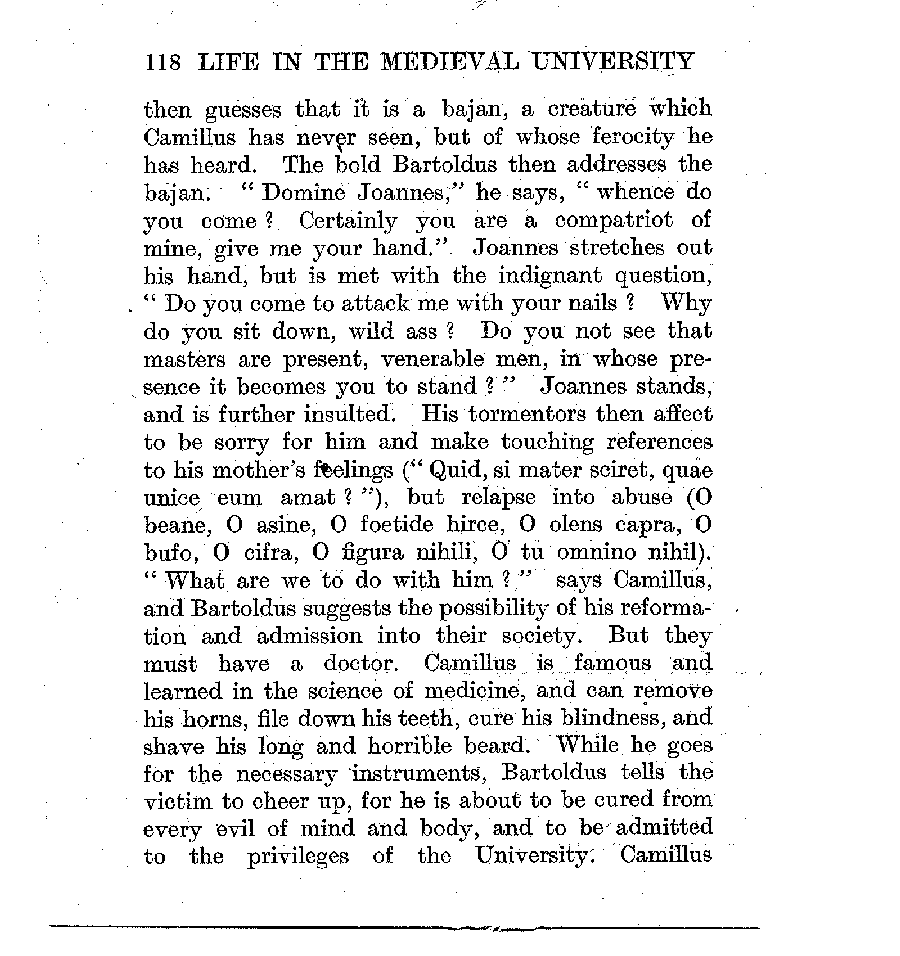 118 LIFE IN THE MEDIEVAL UNIVERSITY
then guesses that it is a bajan, a creature which
Camillus has never seen, but of whose ferocity he
has heard. The bold Bartoldus then addresses the
bajan. “ Domine Joannes,” he says, “ whence do
you come ? Certainly you are a compatriot of
mine, give me your hand.” Joannes stretches out
his hand, but is met with the indignant question,
“ Do you come to attack me with your nails ? Why
do you sit down, wild ass ? Do you not see that
masters are present, venerable men, in whose pre-
sence it becomes you to stand ? ” Joannes stands,
and is further insulted. His tormentors then affect
to be sorry for him and make touching references
to his mother’s feelings (“ Quid, si mater sciret, quae
unice eum amat ? ”), but relapse into abuse (O
beane, O asine, O foetide hirce, O olens capra, O
bufo, O cifra, O figura nihili, O tu omnino nihil).
“ What are we to do with him ? ” says Camillus,
and Bartoldus suggests the possibility of his reforma-
tion and admission into their society. But they
must have a doctor. Camillus is famous and
learned in the science of medicine, and can remove
his horns, file down his teeth, cure his blindness, and
shave his long and horrible beard. While he goes
for the necessary instruments, Bartoldus tells the
victim to cheer up, for he is about to be cured from
every evil of mind and body, and to be admitted
to the privileges of the University. Camillus